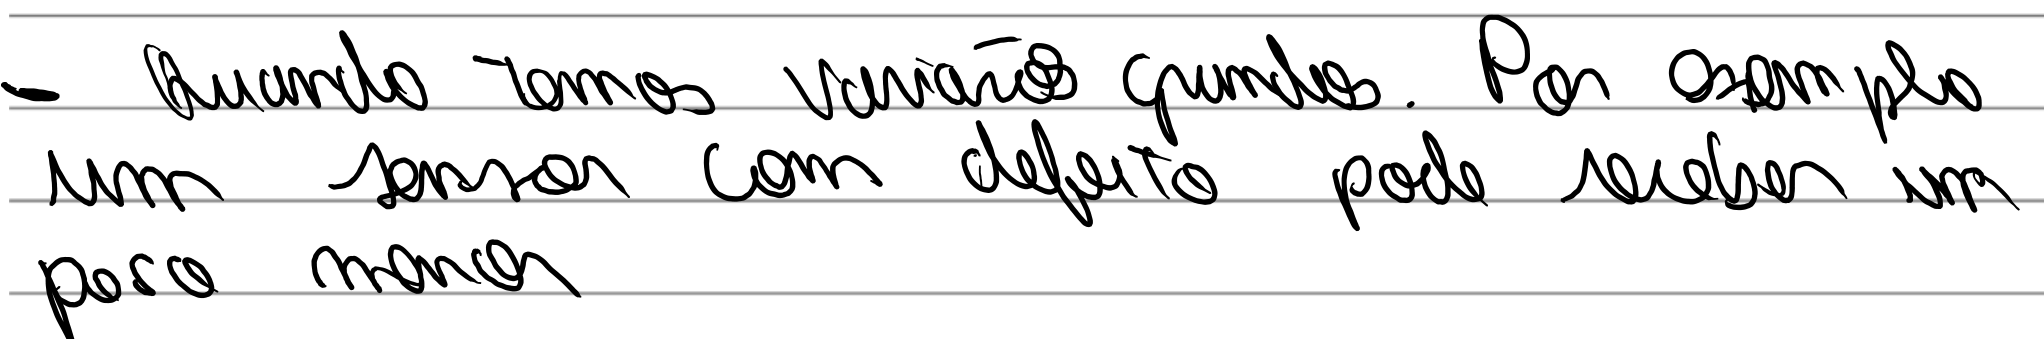 - Quando temos variações grandes. Por exemplo
um sensor com defeito pode receber um
peso menor